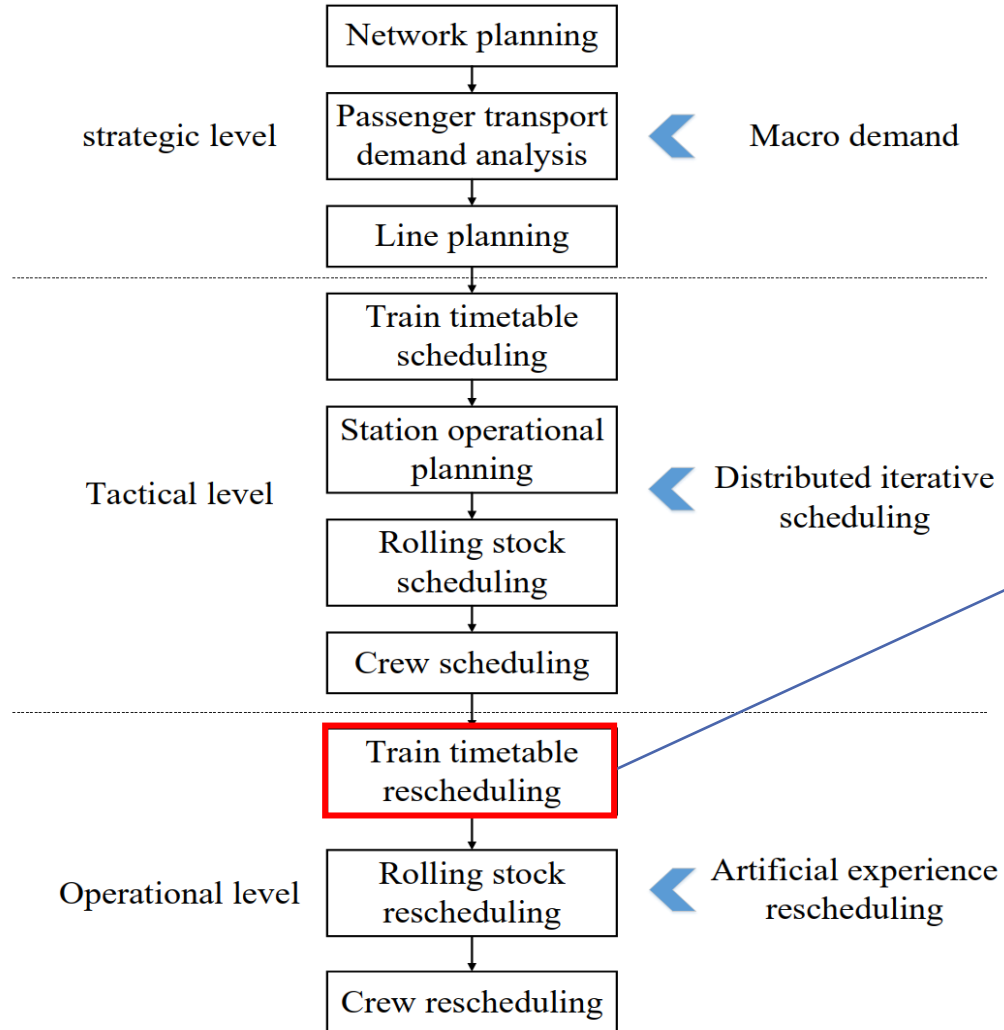 Network planning
strategic level
Passenger transport
demand analysis
Macro demand
Line planning
Train timetable
scheduling
Tactical level
Station operational
planning
Distributed iterative
scheduling
Rolling stock
scheduling
Crew scheduling
Train timetable
rescheduling
Operational level
Rolling stock
rescheduling
Artificial experience
rescheduling
Crew rescheduling